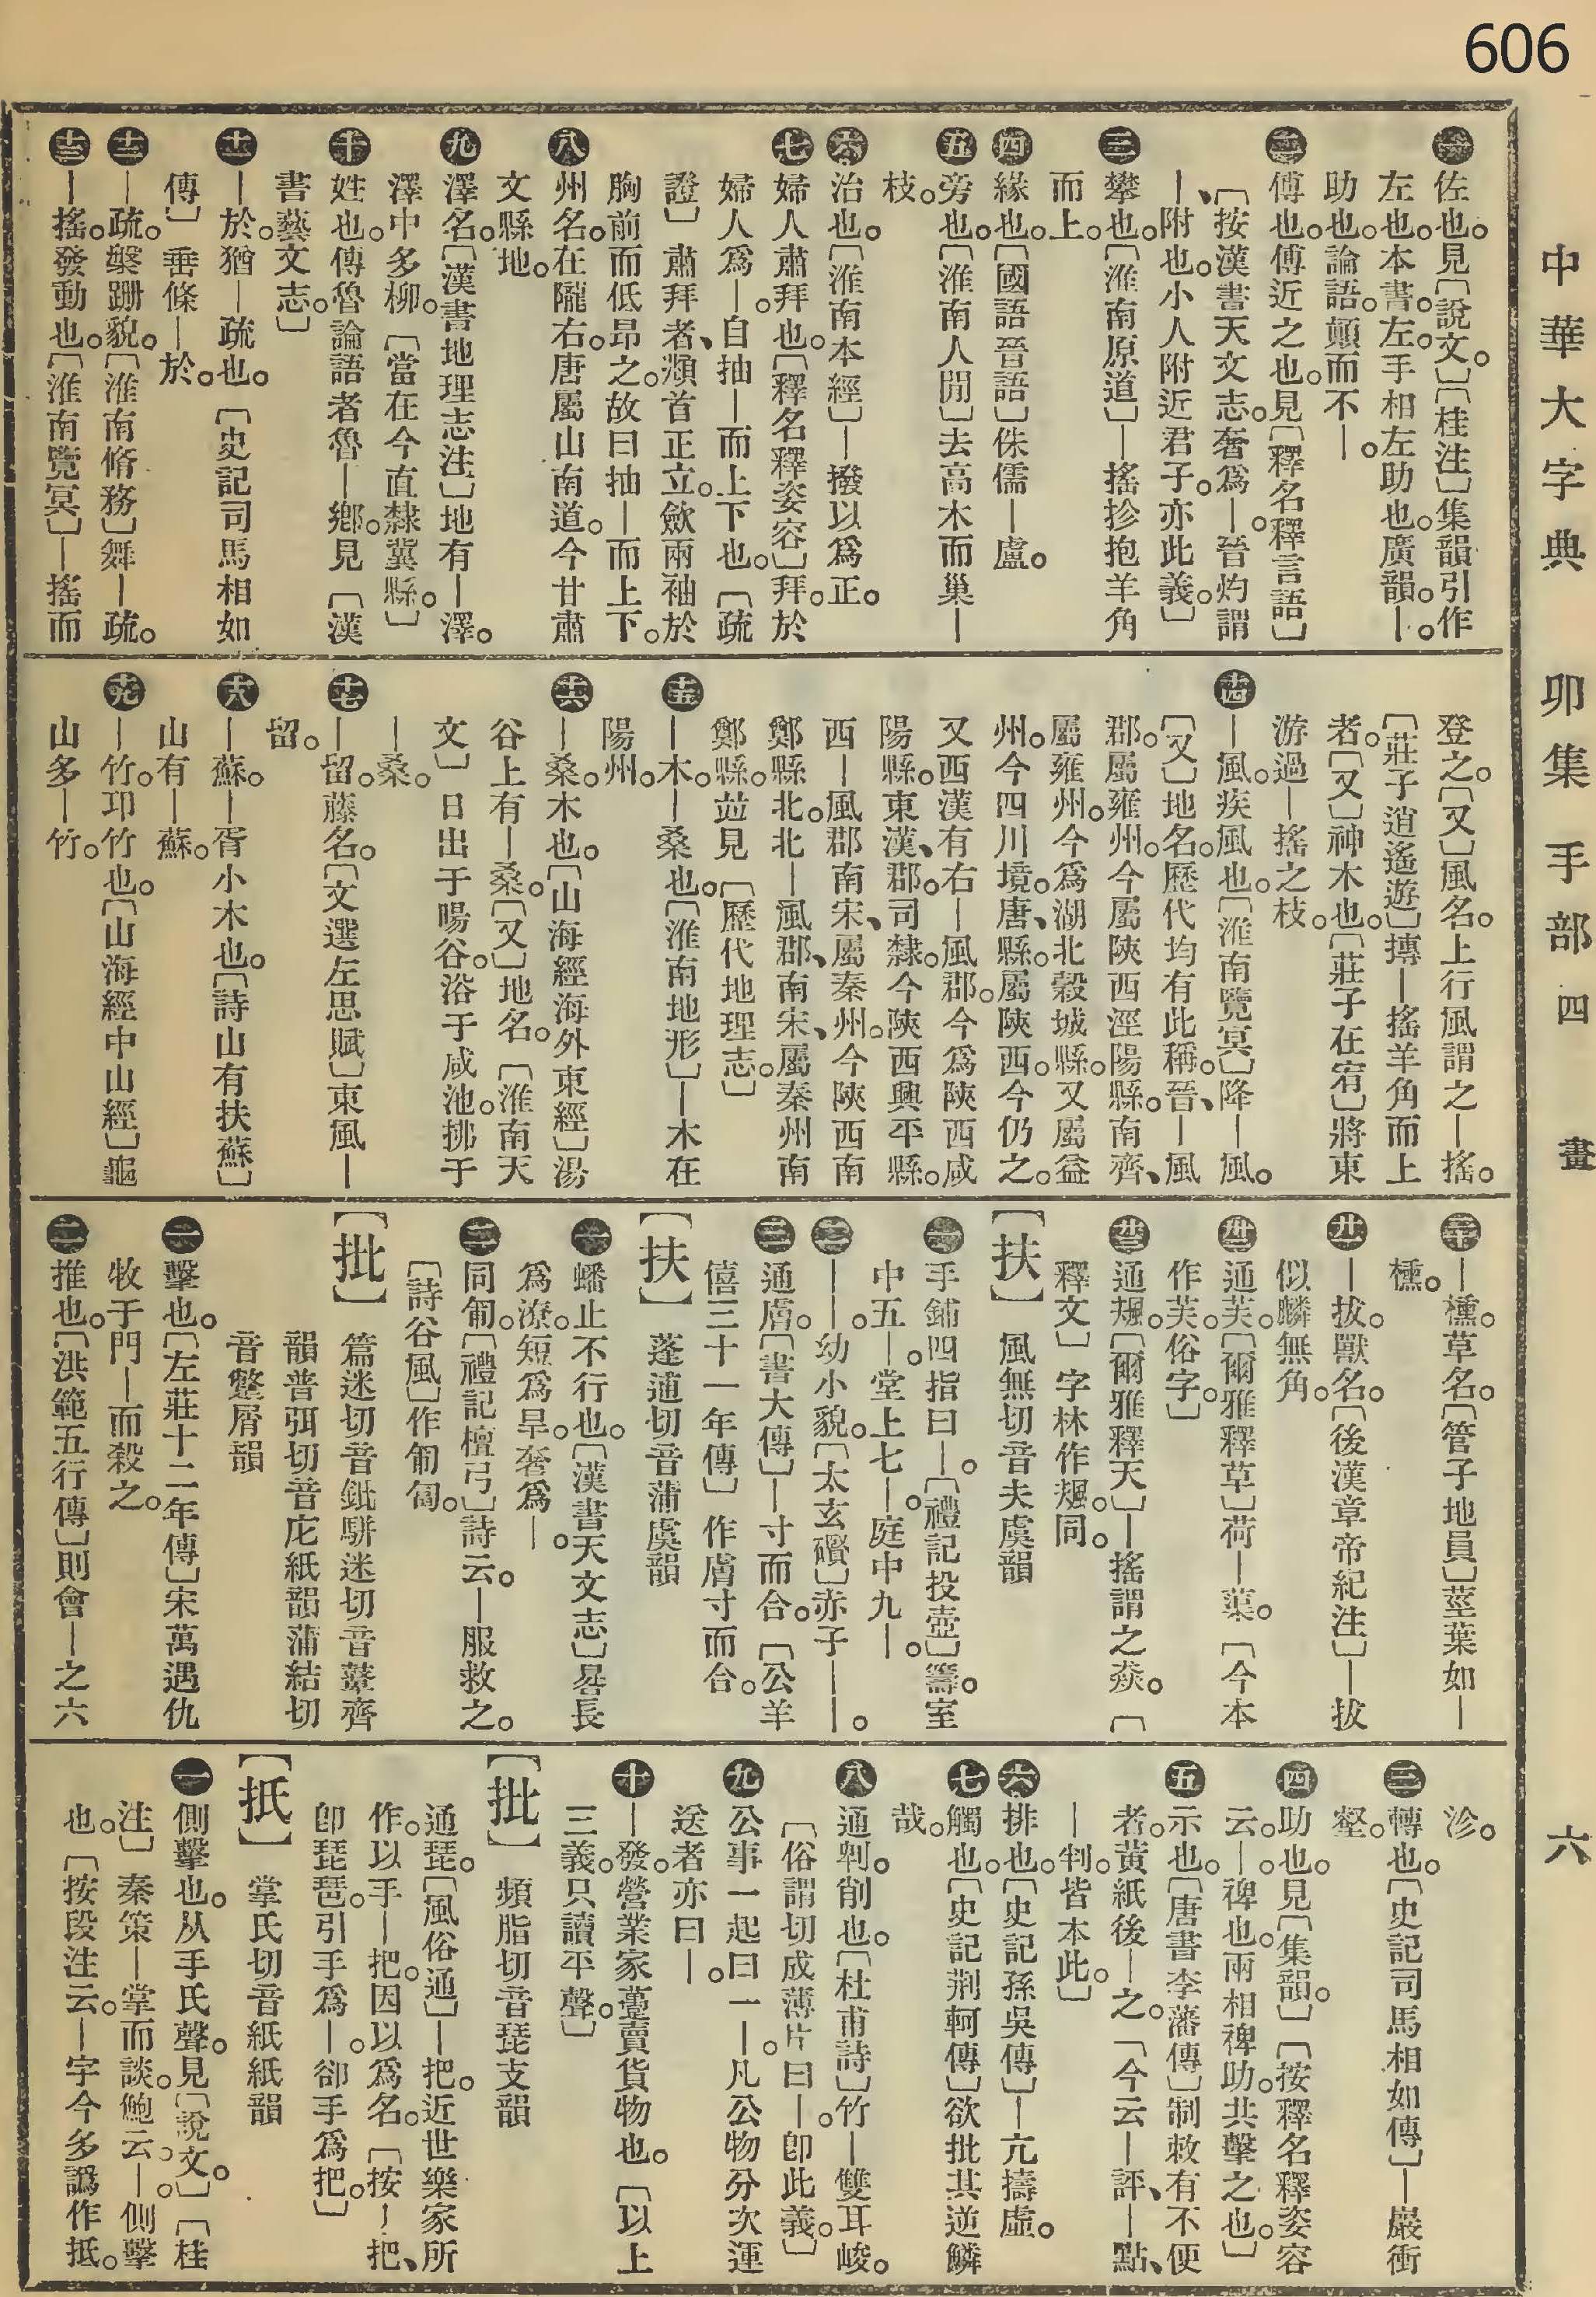 606
中華大字典 卯集 手部 四畫 六
㊀佐也。見〔說文。〕〔桂注〕集韻引作
左也。本書。左。手相左助也。廣韻。｜。
助也。論語。顛而不｜。
㊁傅也。傅近之也。見〔釋名釋言語〕
〔按漢書天文志。奢爲｜。晉灼謂
｜、附也。小人附近君子。亦此義。〕
㊂攀也。〔淮南原道〕｜搖抮抱羊角
而上。
㊃緣也。〔國語晉語〕侏儒｜盧。
㊄旁也。〔淮南人閒〕去高木而巢｜
枝。
㊅治也。〔淮南本經〕｜撥以爲正。
㊆婦人肅拜也。〔釋名釋姿容〕拜。於
婦人爲｜。自抽｜而上下也。〔疏
證〕 肅拜者、頫首正立。歛兩袖於
胸前而低昂之。故曰抽｜而上下。
㊇州名。在隴右。唐屬山南道。今甘肅
文縣地。
㊈澤名。〔漢書地理志注〕地有｜澤。
澤中多柳。〔當在今直隸冀縣。〕
㊉姓也。傳魯論語者魯｜鄉。見〔漢
書藝文志。〕
十一｜於。猶｜疏也。〔史記司馬相如
傳〕 垂條｜於。
十二｜疏。槃跚貌。〔淮南脩務〕舞｜疏。
十三｜搖。發動也。〔淮南覽冥〕｜搖而
登之。〔又〕風名。上行風謂之｜搖。
〔莊子逍遙遊〕摶｜搖羊角而上
者。〔又〕神木也。〔莊子在宥〕將東
游過｜搖之枝。
十四｜風。疾風也。〔淮南覽冥〕降｜風。
〔又〕地名。歷代均有此稱。晉、｜風
郡。屬雍州。今屬陝西涇陽縣。南齊、
屬雍州。今爲湖北穀城縣。又屬益
州。今四川境。唐、縣。屬陝西。今仍之。
又西漢有右｜風郡。今爲陝西咸
陽縣。東漢、郡。司隸。今陝西興平縣。
西｜風郡。南宋、屬秦州。今陝西南
鄭縣北。北｜風郡、南宋、屬秦州南
鄭縣。竝見〔歷代地理志。〕
十五｜木。｜桑也。〔淮南地形〕｜木在
陽州。
十六｜桑。木也。〔山海經海外東經〕湯
谷上有｜桑。〔又〕地名。〔淮南天
文〕 日出于暘谷。浴于咸池。拂于
｜桑。
十七｜留。藤名。〔文選左思賦〕東風｜
留。
十八｜蘇。｜胥小木也。〔詩山有扶蘇〕
山有｜蘇。
十九｜竹。邛竹也。〔山海經中山經〕龜
山多｜竹。
二十｜櫄。草名。〔管子地員〕莖葉如｜
櫄。
廿一｜拔。獸名。〔後漢章帝紀注〕｜拔
似麟無角。
廿二通芙。〔爾雅釋草〕荷｜蕖。〔今本
作芙。俗字。〕
廿三通颫。〔爾雅釋天〕｜搖謂之猋。〔
釋文〕 字林作颫。同。
〔扶〕 風無切音夫虞韻
㊀手鋪四指曰｜。〔禮記投壺〕籌。室
中五｜。堂上七｜。庭中九｜。
㊁｜｜。幼小貌。〔太玄礥〕赤子｜｜。
㊂通膚。〔書大傳〕｜寸而合。〔公羊
僖三十一年傳〕 作膚寸而合。
〔扶〕 蓬逋切音蒲虞韻
㊀蟠止不行也。〔漢書天文志〕晷長
爲潦。短爲旱。奢爲｜。
㊁同匍。〔禮記檀弓〕詩云。｜服救之。
〔詩谷風〕作匍匐。
〔批〕 篇迷切音鈚駢迷切音鼙齊
韻普弭切音庀紙韻蒲結切
音蹩屑韻
㊀擊也。〔左莊十二年傳〕宋萬遇仇
牧于門｜而殺之。
㊁推也。〔洪範五行傳〕則會｜之六
沴。
㊂轉也。〔史記司馬相如傳〕｜巖衝
壑。
㊃助也。見〔集韻。〕〔按釋名釋姿容
云。｜。裨也。兩相裨助。共擊之也。〕
㊄示也。〔唐書李藩傳〕制敕有不便
者。黃紙後｜之。〔今云｜評、｜點、
｜判。皆本此。〕
㊅排也。〔史記孫吳傳〕｜亢擣虛。
㊆觸也。〔史記荆軻傳〕欲批其逆鱗
哉。
㊇通㓟。削也。〔杜甫詩〕竹｜雙耳峻。
〔俗謂切成薄片曰｜。卽此義。〕
㊈公事一起曰一｜。凡公物分次運
送者亦曰｜。
㊉｜發。營業家躉賣貨物也。〔以上
三義。只讀平聲。〕
〔批〕 頻脂切音琵支韻
通琵。〔風俗通〕｜把。近世樂家所
作。以手｜把。因以爲名。〔按｜把、
卽琵琶。引手爲｜。卻手爲把。〕
〔抵〕 掌氏切音紙紙韻
㊀側擊也。从手氏聲。見〔說文。〕〔桂
注〕 秦策｜掌而談。鮑云。｜。側擊
也。〔按段注云。｜字今多譌作抵。